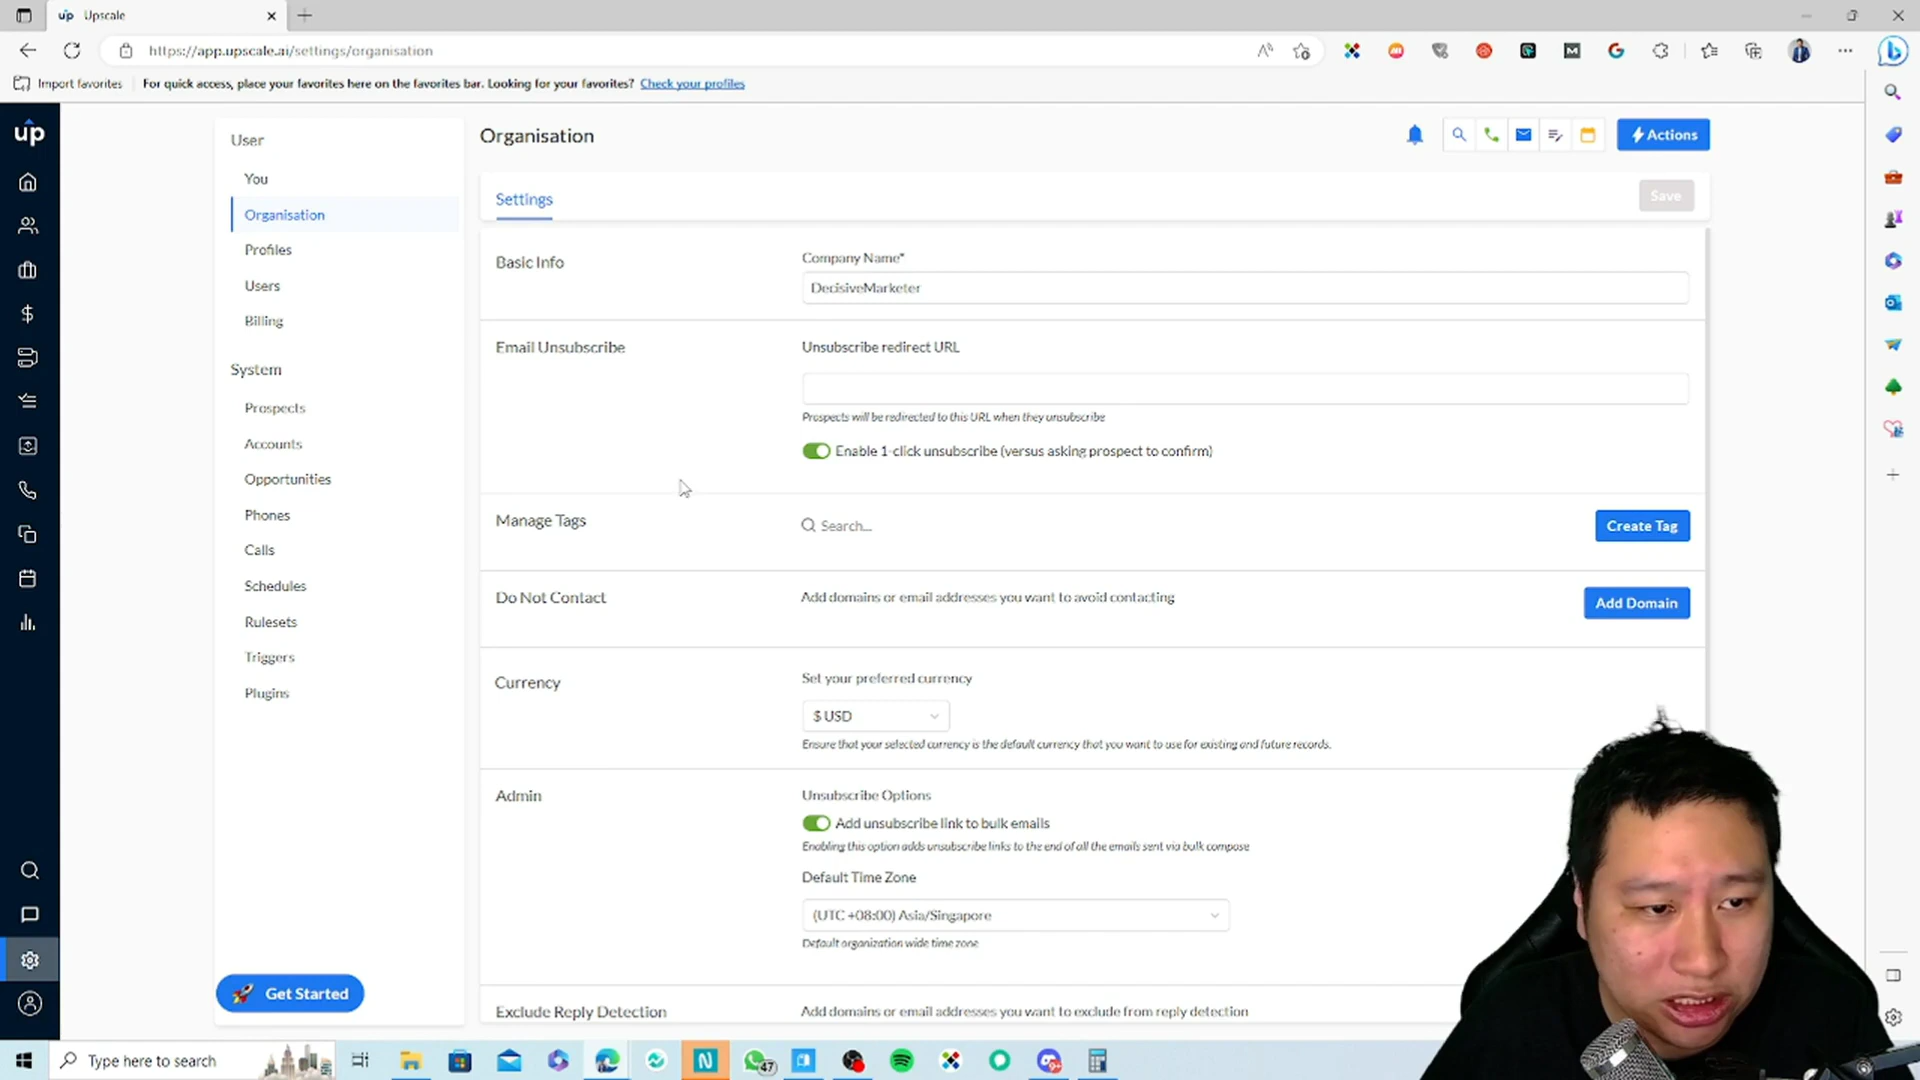 up Upscale
https://app.upscale.ai/settings/organisation
Import favorites
For quick access, place your favorites here on the favorites bar. Looking for your favorites? Check your profiles
up
User
You
Organisation
Profiles
Users
Billing
System
Prospects
Accounts
Opportunities
Phones
Calls
Schedules
Rulesets
Triggers
Plugins
Get Started
Organisation
Actions
Settings
Save
Basic Info
Company Name*
DecisiveMarketer
Email Unsubscribe
Unsubscribe redirect URL
Prospects will be redirected to this URL when they unsubscribe
Enable 1-click unsubscribe (versus asking prospect to confirm)
Manage Tags
Search...
Create Tag
Do Not Contact
Add domains or email addresses you want to avoid contacting
Add Domain
Currency
Set your preferred currency
$ USD
Ensure that your selected currency is the default currency that you want to use for existing and future records.
Admin
Unsubscribe Options
Add unsubscribe link to bulk emails
Enabling this option adds unsubscribe links to the end of all the emails sent via bulk compose
Default Time Zone
(UTC +08:00) Asia/Singapore
Default organization wide time zone
Exclude Reply Detection
Add domains or email addresses you want to exclude from reply detection
Type here to search
N
47